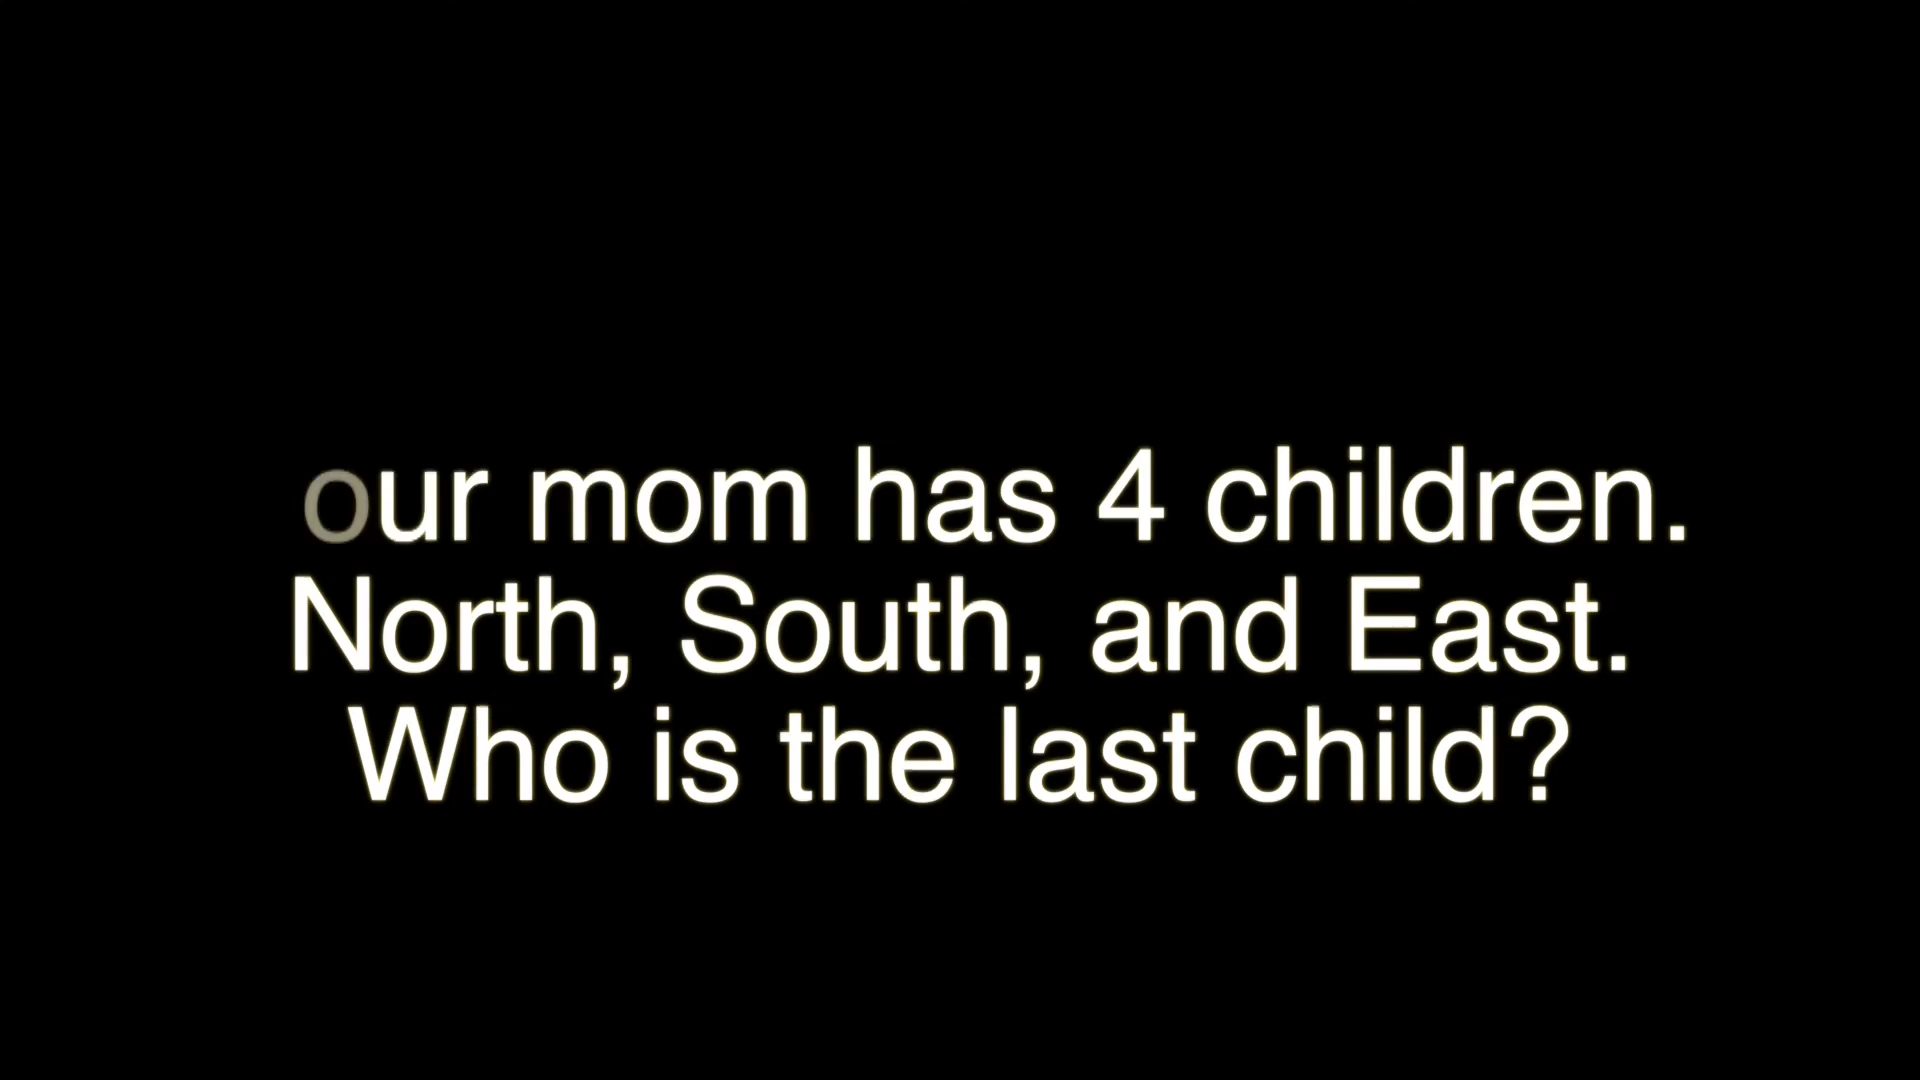 our mom has 4 children.
North, South, and East.
Who is the last child?